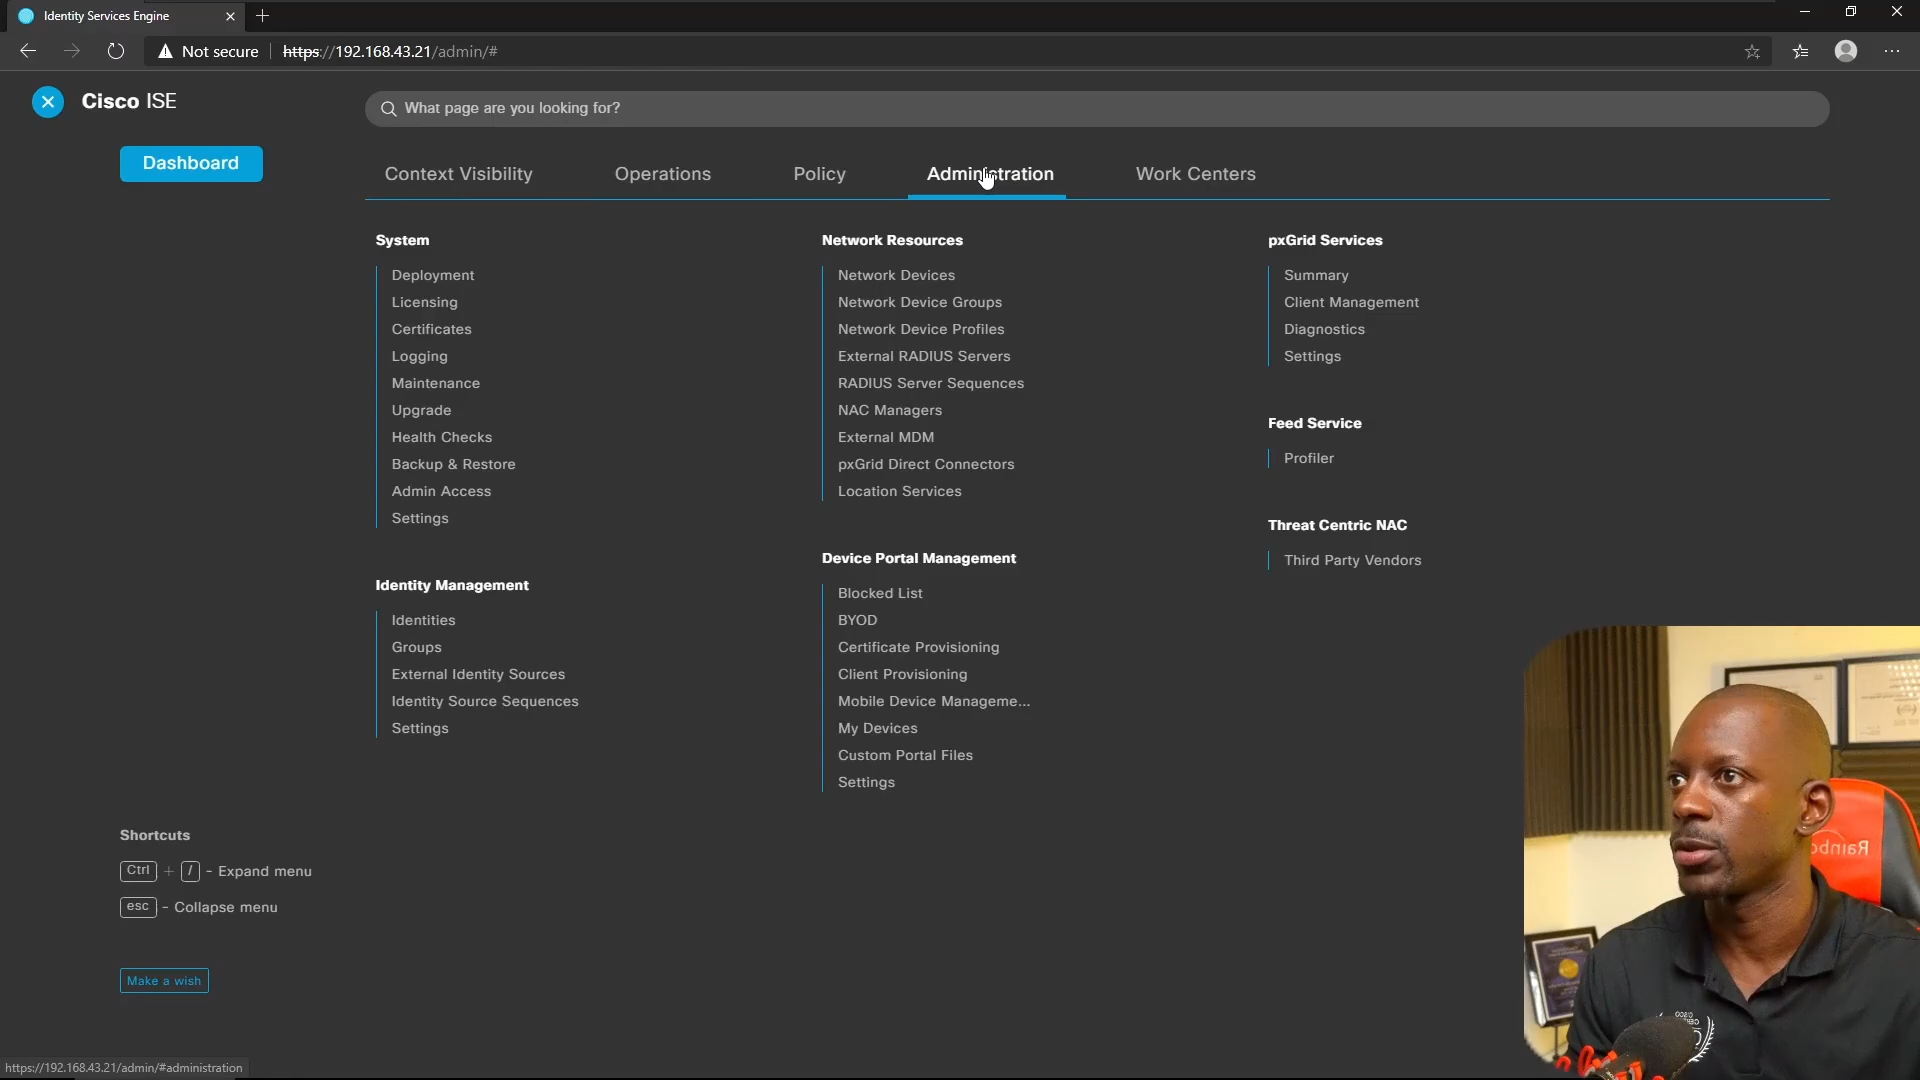 Identity Services Engine
Not secure
https://192.168.43.21/admin/#
Cisco ISE
What page are you looking for?
Dashboard
Context Visibility
Operations
Policy
Administration
Work Centers
System
Deployment
Licensing
Certificates
Logging
Maintenance
Upgrade
Health Checks
Backup & Restore
Admin Access
Settings
Identity Management
Identities
Groups
External Identity Sources
Identity Source Sequences
Settings
Network Resources
Network Devices
Network Device Groups
Network Device Profiles
External RADIUS Servers
RADIUS Server Sequences
NAC Managers
External MDM
pxGrid Direct Connectors
Location Services
Device Portal Management
Blocked List
BYOD
Certificate Provisioning
Client Provisioning
Mobile Device Manageme...
My Devices
Custom Portal Files
Settings
pxGrid Services
Summary
Client Management
Diagnostics
Settings
Feed Service
Profiler
Threat Centric NAC
Third Party Vendors
Shortcuts
Ctrl + / - Expand menu
esc - Collapse menu
Make a wish
https://192.168.43.21/admin/#administration